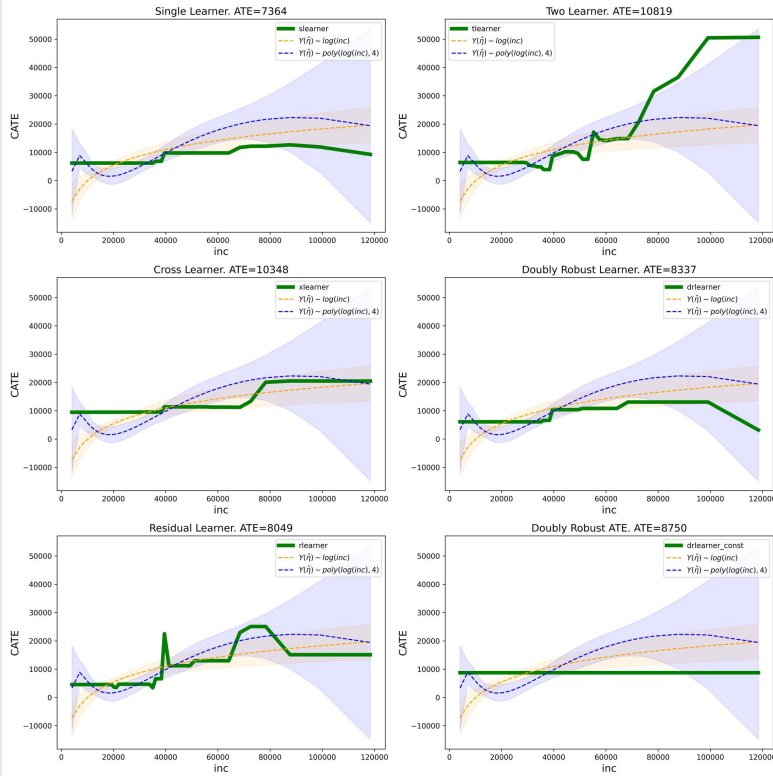 Single Learner. ATE=7364
slearner
Y(η̂) ~ log(inc)
Y(η̂) ~ poly(log(inc), 4)
50000
40000
30000
20000
10000
0
−10000
CATE
0 20000 40000 60000 80000 100000 120000
inc
Two Learner. ATE=10819
tlearner
Y(η̂) ~ log(inc)
Y(η̂) ~ poly(log(inc), 4)
50000
40000
30000
20000
10000
0
−10000
CATE
0 20000 40000 60000 80000 100000 120000
inc
Cross Learner. ATE=10348
xlearner
Y(η̂) ~ log(inc)
Y(η̂) ~ poly(log(inc), 4)
50000
40000
30000
20000
10000
0
−10000
CATE
0 20000 40000 60000 80000 100000 120000
inc
Doubly Robust Learner. ATE=8337
drlearner
Y(η̂) ~ log(inc)
Y(η̂) ~ poly(log(inc), 4)
50000
40000
30000
20000
10000
0
−10000
CATE
0 20000 40000 60000 80000 100000 120000
inc
Residual Learner. ATE=8049
rlearner
Y(η̂) ~ log(inc)
Y(η̂) ~ poly(log(inc), 4)
50000
40000
30000
20000
10000
0
−10000
CATE
0 20000 40000 60000 80000 100000 120000
inc
Doubly Robust ATE. ATE=8750
drlearner_const
Y(η̂) ~ log(inc)
Y(η̂) ~ poly(log(inc), 4)
50000
40000
30000
20000
10000
0
−10000
CATE
0 20000 40000 60000 80000 100000 120000
inc